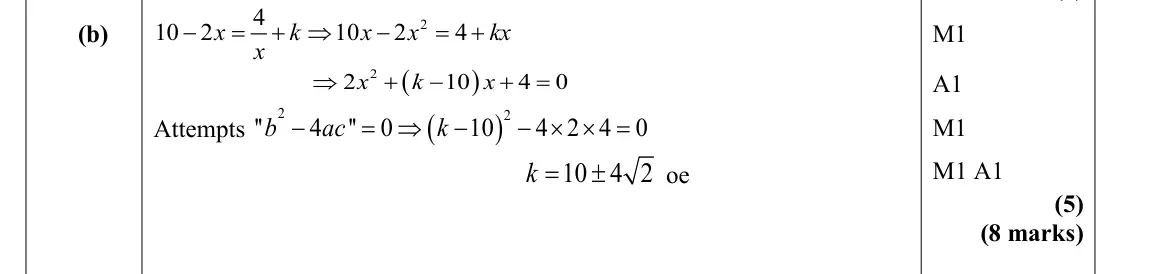 (b) 10 − 2x = 4/x + k ⇒ 10x − 2x² = 4 + kx M1
⇒ 2x² + (k − 10)x + 4 = 0 A1
Attempts "b² − 4ac" = 0 ⇒ (k − 10)² − 4 × 2 × 4 = 0 M1
k = 10 ± 4√2 oe M1 A1
(5)
(8 marks)